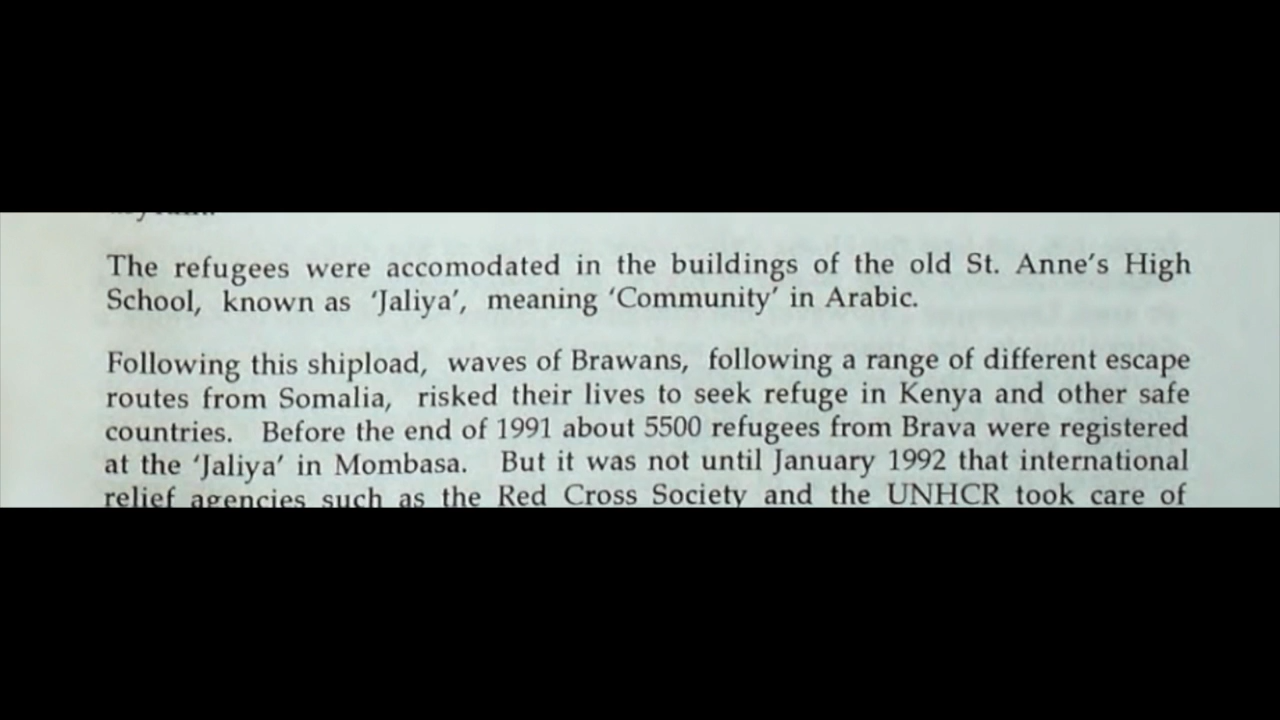 The refugees were accomodated in the buildings of the old St. Anne's High
School, known as 'Jaliya', meaning 'Community' in Arabic.
Following this shipload, waves of Brawans, following a range of different escape
routes from Somalia, risked their lives to seek refuge in Kenya and other safe
countries. Before the end of 1991 about 5500 refugees from Brava were registered
at the 'Jaliya' in Mombasa. But it was not until January 1992 that international
relief agencies such as the Red Cross Society and the UNHCR took care of